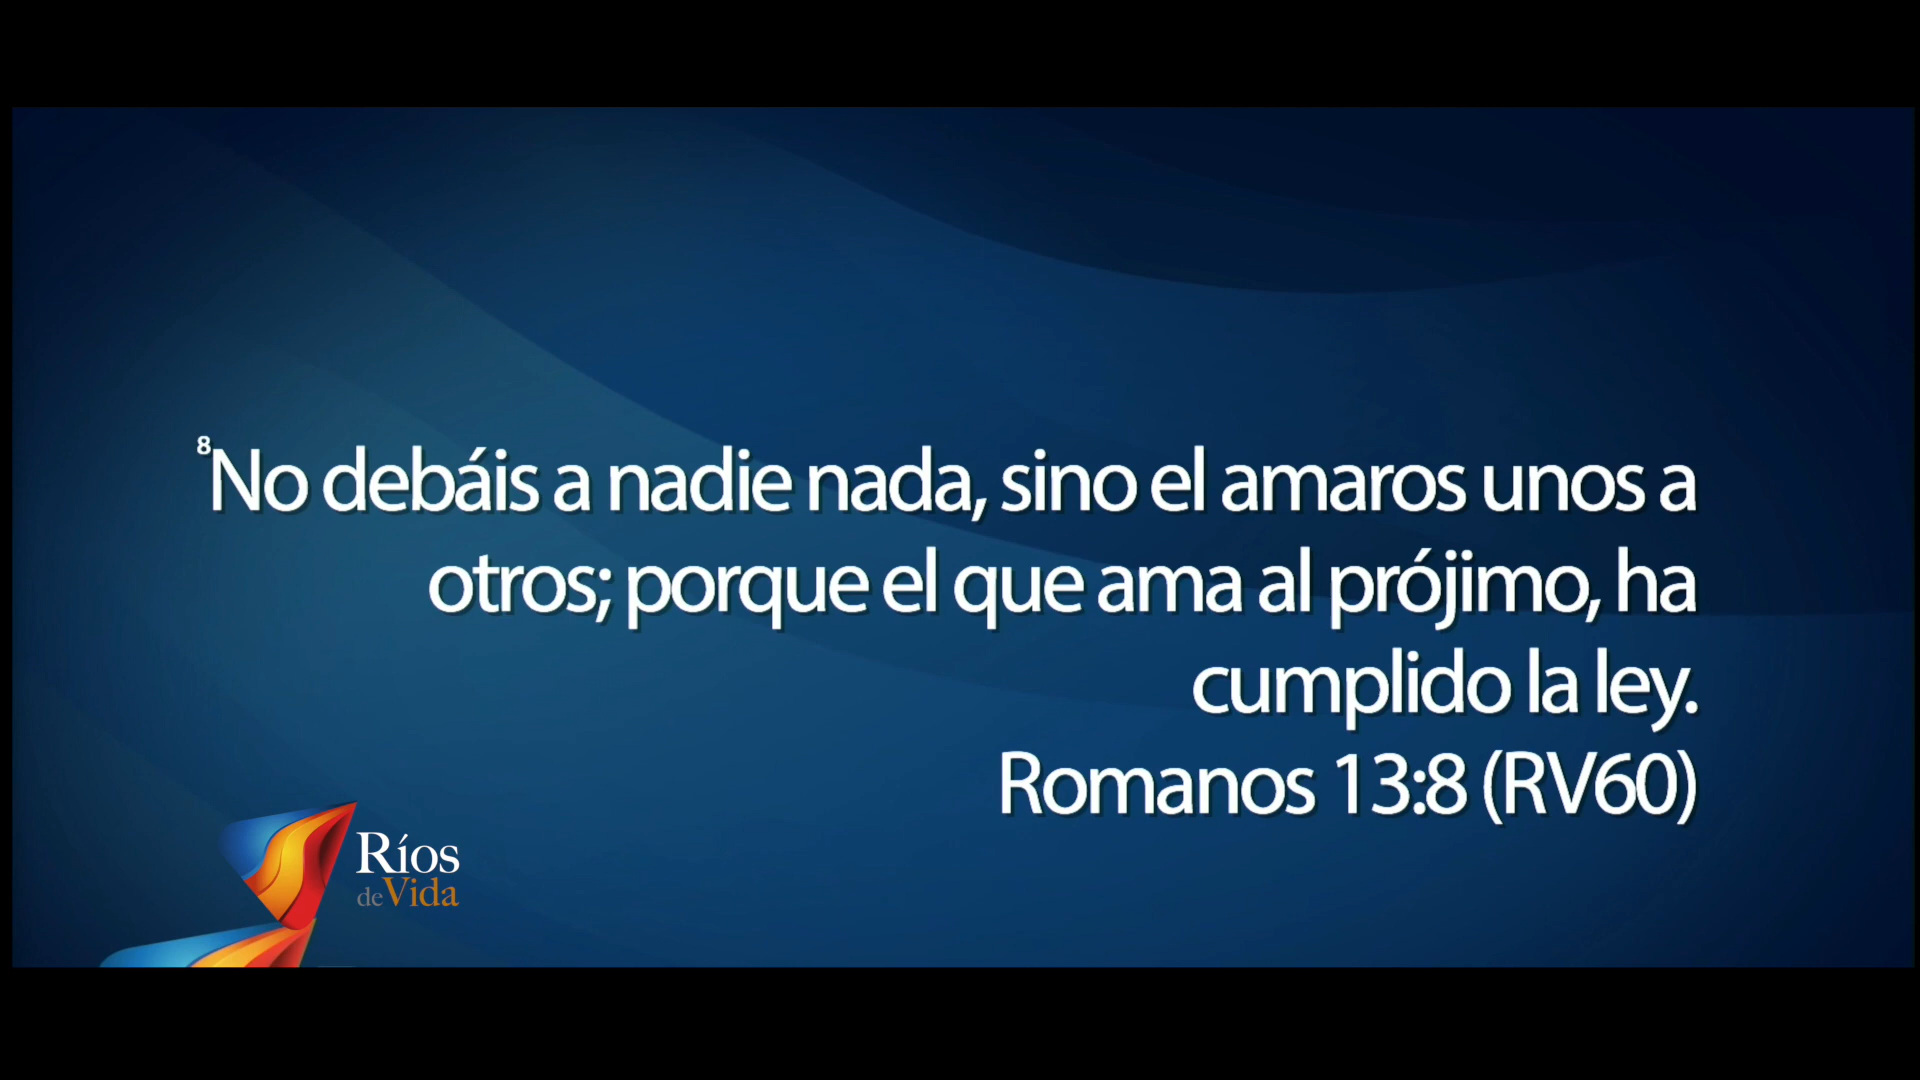 ⁸No debáis a nadie nada, sino el amaros unos a
otros; porque el que ama al prójimo, ha
cumplido la ley.
Romanos 13:8 (RV60)
Ríos
de Vida